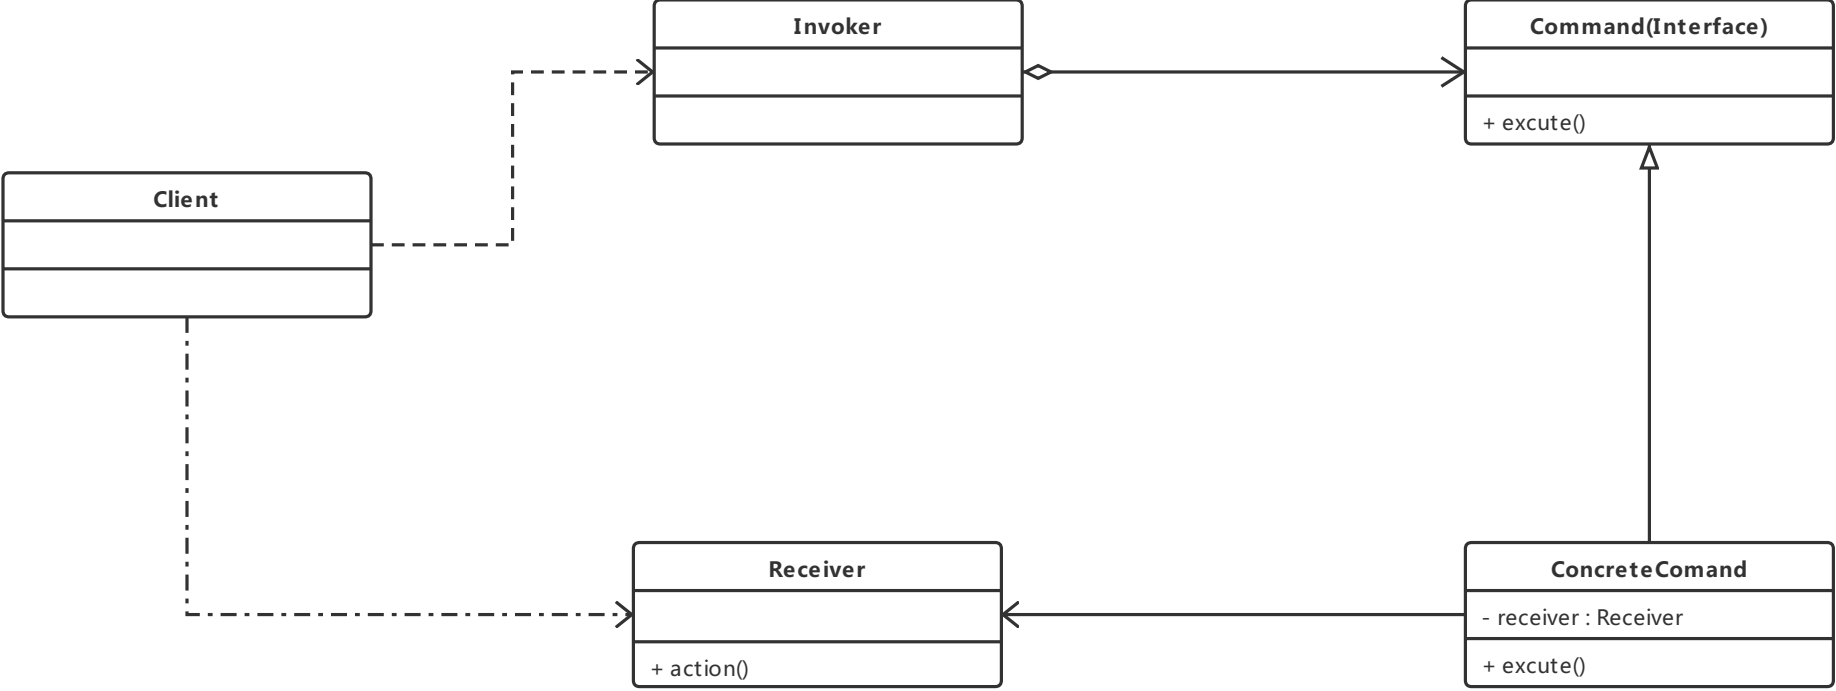 Invoker
Command(Interface)
+ excute()
Client
Receiver
+ action()
ConcreteComand
- receiver : Receiver
+ excute()